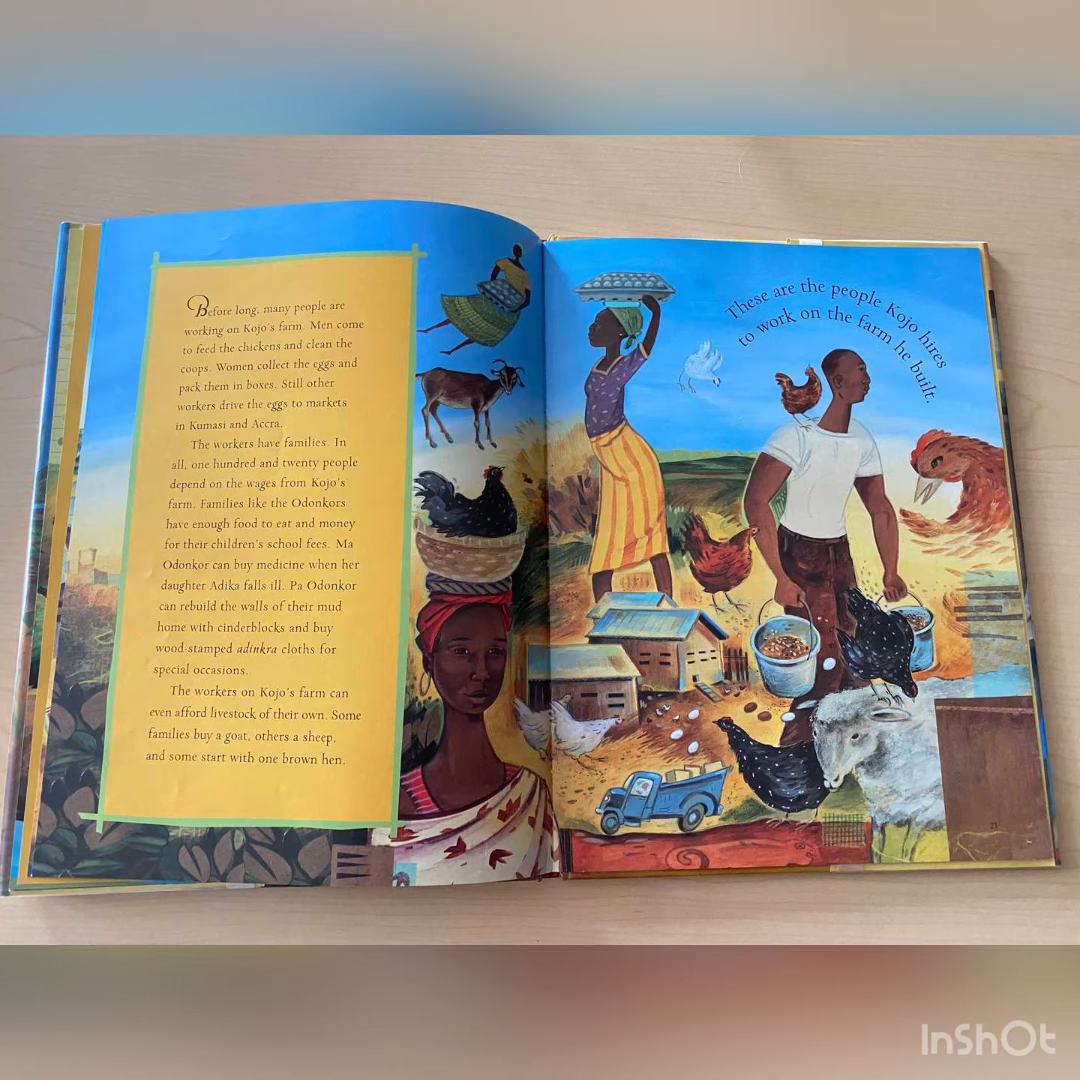 Before long, many people are
working on Kojo's farm. Men come
to feed the chickens and clean the
coops. Women collect the eggs and
pack them in boxes. Still other
workers drive the eggs to markets
in Kumasi and Accra.
The workers have families. In
all, one hundred and twenty people
depend on the wages from Kojo's
farm. Families like the Odonkors
have enough food to eat and money
for their children's school fees. Ma
Odonkor can buy medicine when her
daughter Adika falls ill. Pa Odonkor
can rebuild the walls of their mud
home with cinderblocks and buy
wood-stamped adinkra cloths for
special occasions.
The workers on Kojo's farm can
even afford livestock of their own. Some
families buy a goat, others a sheep,
and some start with one brown hen.
These are the people Kojo hires
to work on the farm he built.
21
InShOt